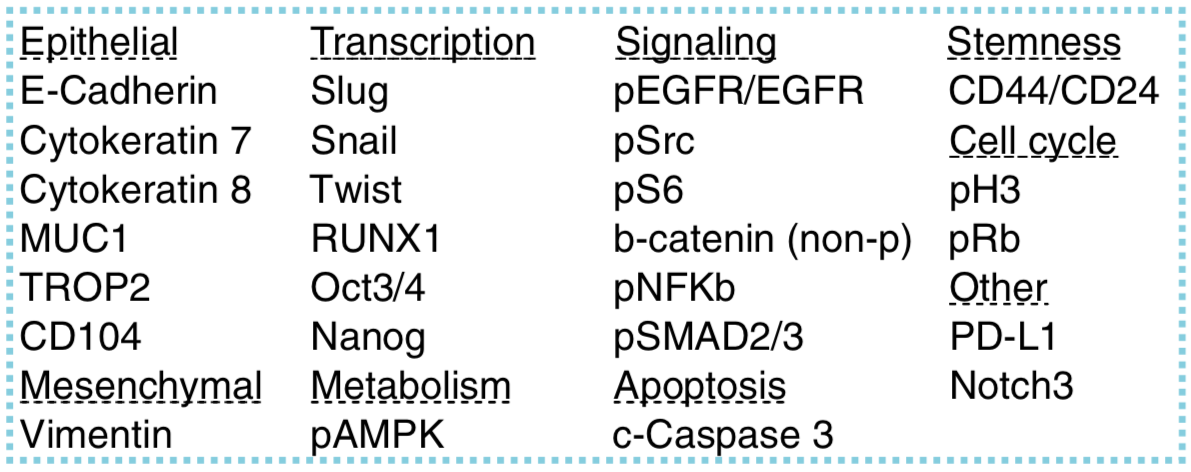 Epithelial
E-Cadherin
Cytokeratin 7
Cytokeratin 8
MUC1
TROP2
CD104
Mesenchymal
Vimentin
Transcription
Slug
Snail
Twist
RUNX1
Oct3/4
Nanog
Metabolism
pAMPK
Signaling
pEGFR/EGFR
pSrc
pS6
b-catenin (non-p)
pNFKb
pSMAD2/3
Apoptosis
c-Caspase 3
Stemness
CD44/CD24
Cell cycle
pH3
pRb
Other
PD-L1
Notch3